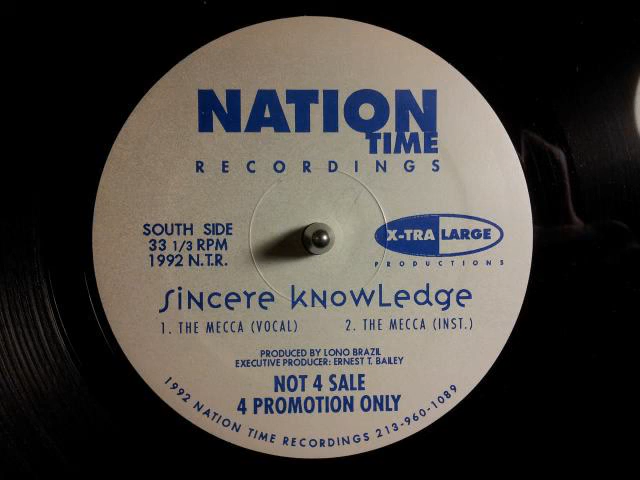 NATION
TIME
RECORDINGS
SOUTH SIDE
33 1/3 RPM
1992 N.T.R.
X-TRA LARGE
PRODUCTIONS
sincere knowledge
1. THE MECCA (VOCAL) 2. THE MECCA (INST.)
PRODUCED BY LONO BRAZIL
EXECUTIVE PRODUCER: ERNEST T. BAILEY
NOT 4 SALE
4 PROMOTION ONLY
1992 NATION TIME RECORDINGS 213-960-1089